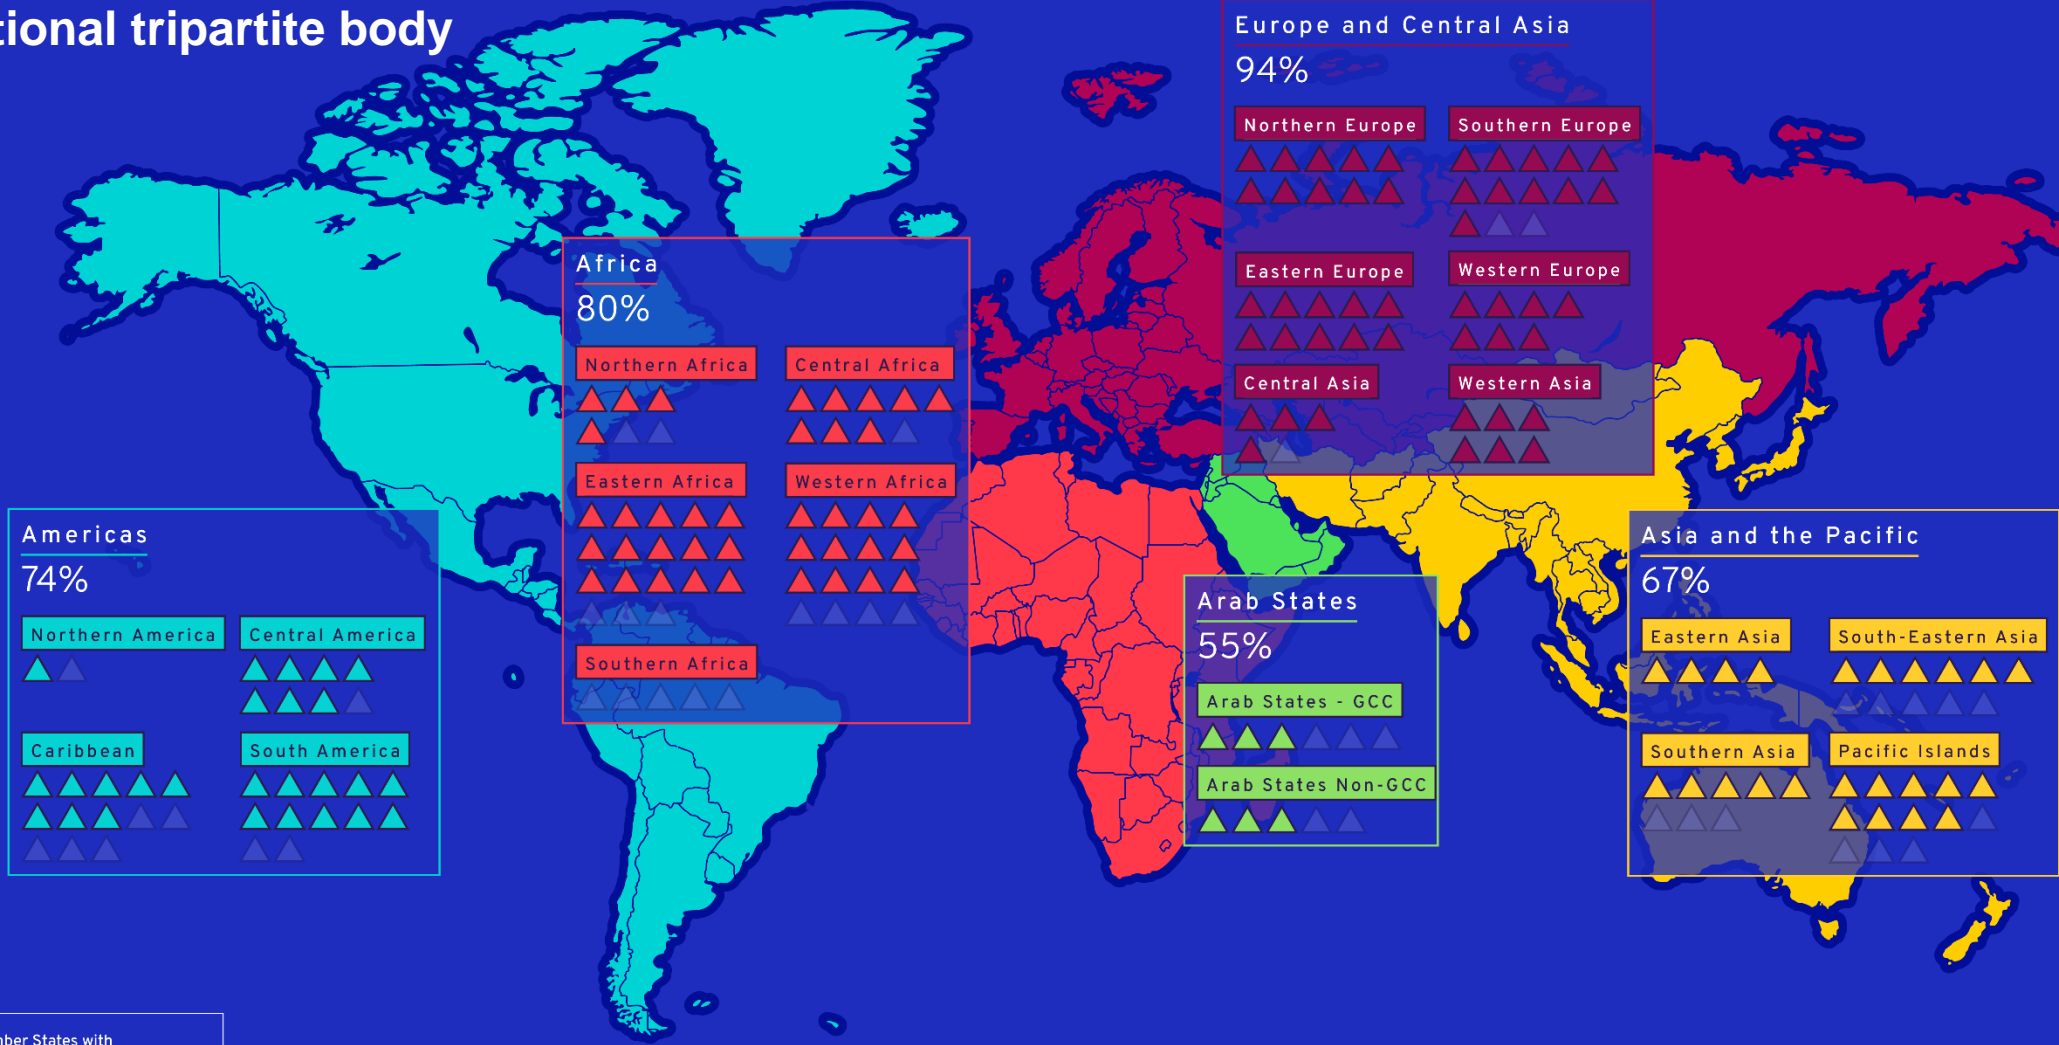 tional tripartite body
Europe and Central Asia
94%
Northern Europe
Southern Europe
Eastern Europe
Western Europe
Central Asia
Western Asia
Africa
80%
Northern Africa
Central Africa
Eastern Africa
Western Africa
Southern Africa
Americas
74%
Northern America
Central America
Caribbean
South America
Arab States
55%
Arab States - GCC
Arab States Non-GCC
Asia and the Pacific
67%
Eastern Asia
South-Eastern Asia
Southern Asia
Pacific Islands
States with